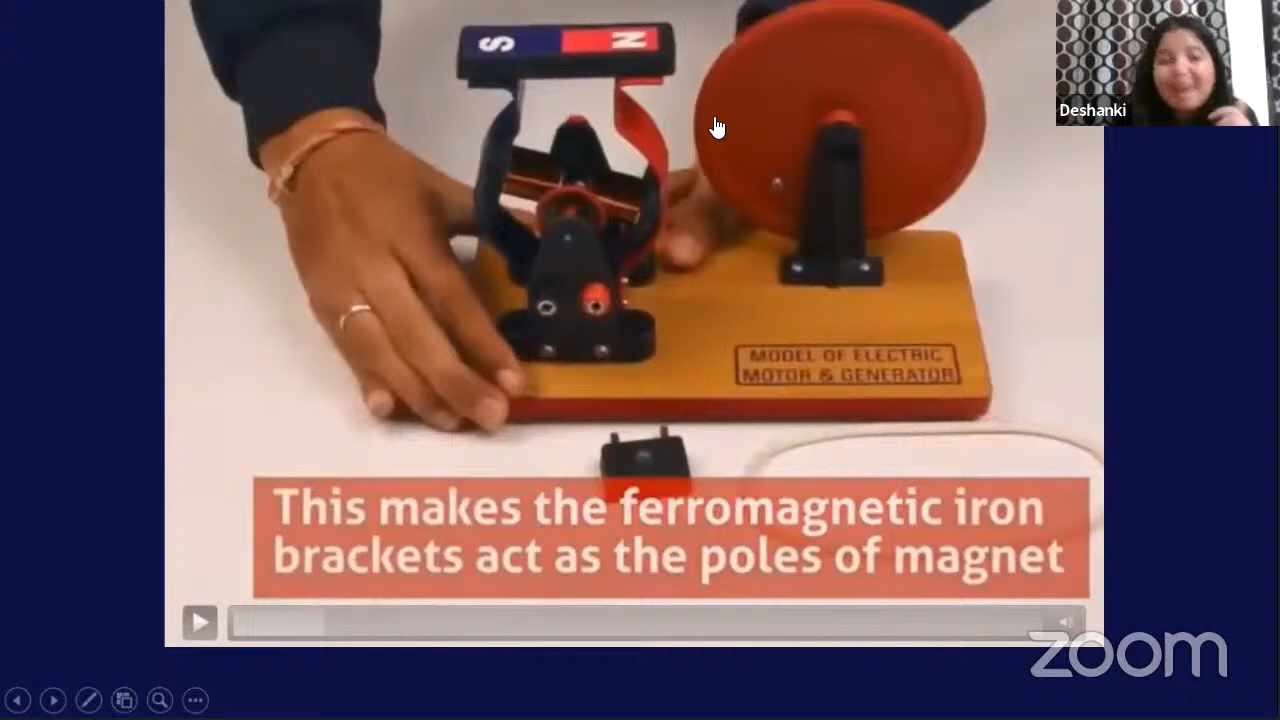 S N
Deshanki
MODEL OF ELECTRIC
MOTOR & GENERATOR
This makes the ferromagnetic iron
brackets act as the poles of magnet
zoom